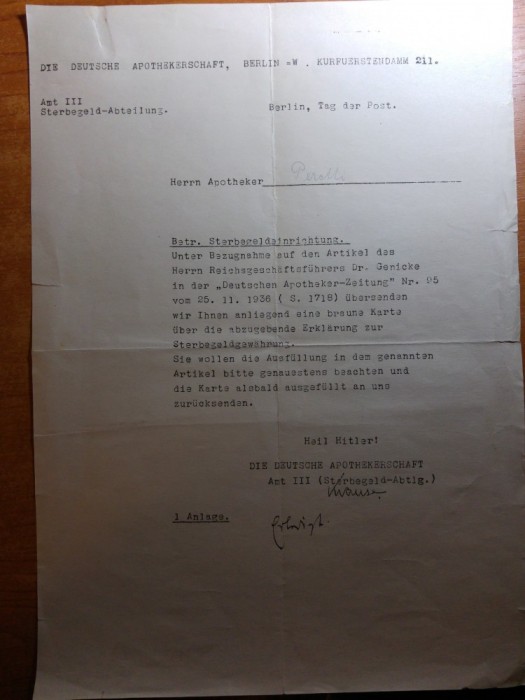 DIE DEUTSCHE APOTHEKERSCHAFT, BERLIN =W . KURFUERSTENDAMM 211.
Amt III
Sterbegeld-Abteilung.
Berlin, Tag der Post.
Herrn Apotheker
Betr. Sterbegeldeinrichtung.
Unter Bezugnahme auf den Artikel des
Herrn Reichsgeschäftsführers Dr. Genicke
in der „Deutschen Apotheker-Zeitung" Nr. 95
vom 25. 11. 1936 ( S. 1718) übersenden
wir Ihnen anliegend eine braune Karte
über die abzugebende Erklärung zur
Sterbegeldgewährung.
Sie wollen die Ausfüllung in dem genannten
Artikel bitte genauestens beachten und
die Karte alsbald ausgefüllt an uns
zurücksenden.
Heil Hitler!
DIE DEUTSCHE APOTHEKERSCHAFT
Amt III (Sterbegeld-Abtlg.)
Krause
1 Anlage.
Erledigt.